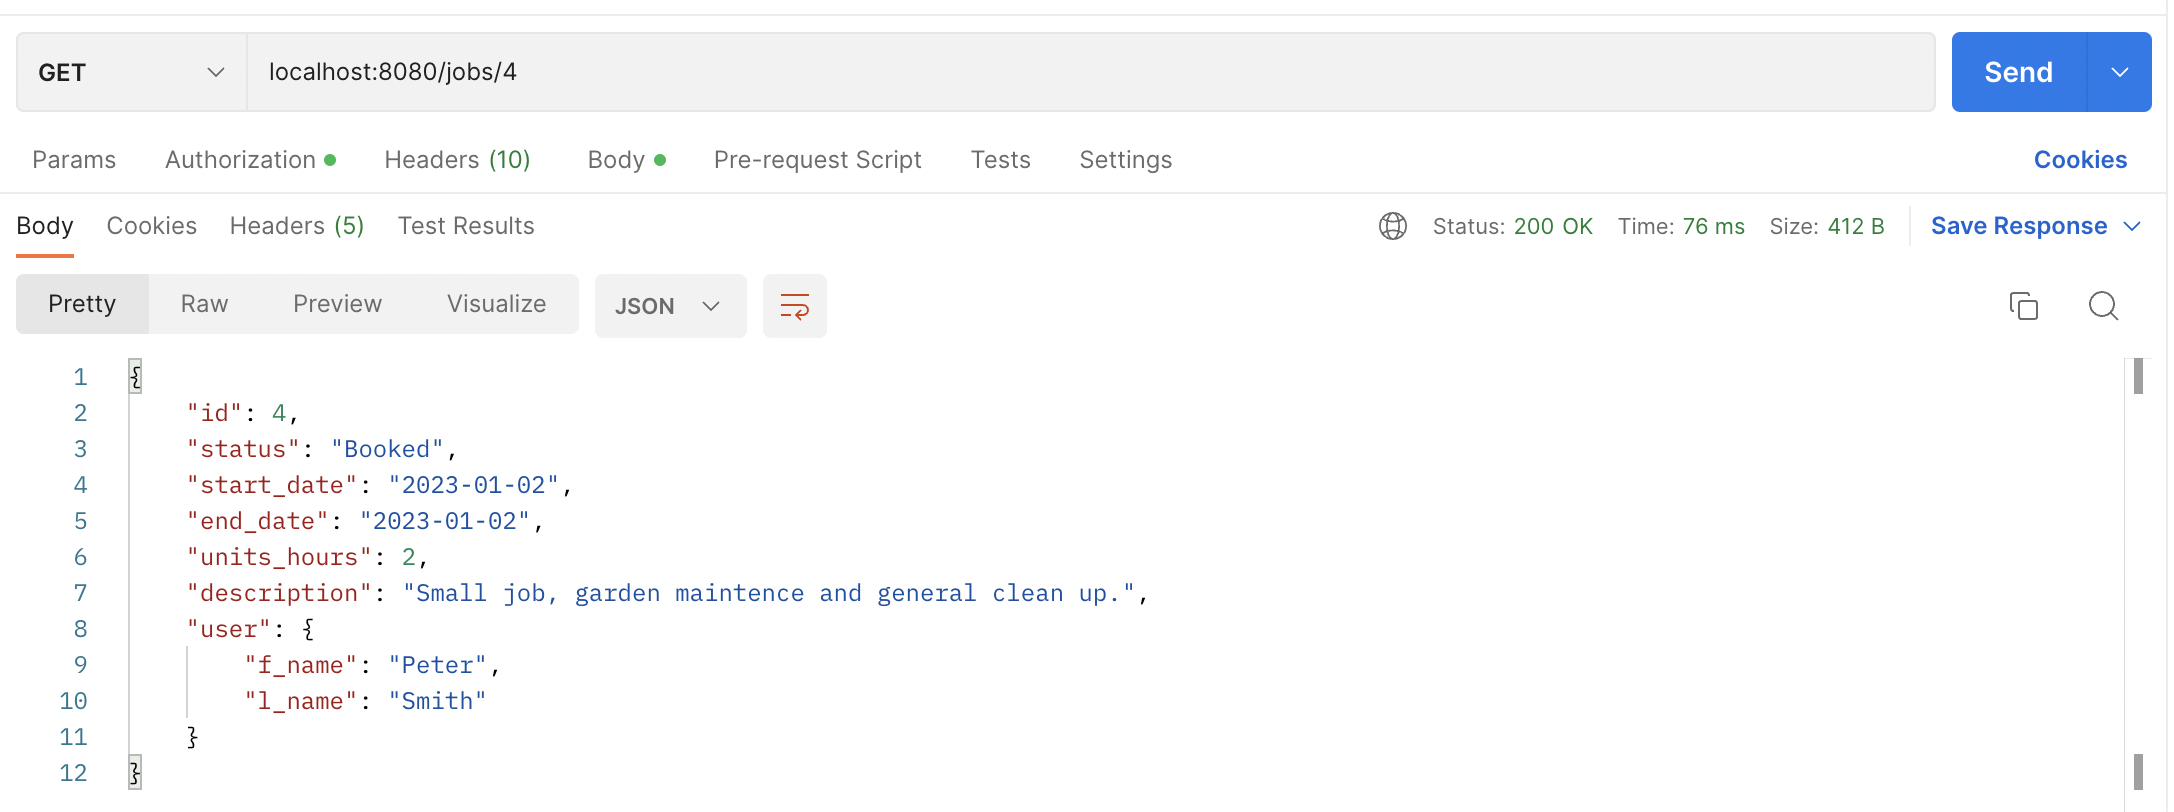 GET localhost:8080/jobs/4 Send
Params Authorization Headers (10) Body Pre-request Script Tests Settings Cookies
Body Cookies Headers (5) Test Results Status: 200 OK Time: 76 ms Size: 412 B Save Response
Pretty Raw Preview Visualize JSON
1 {
2 "id": 4,
3 "status": "Booked",
4 "start_date": "2023-01-02",
5 "end_date": "2023-01-02",
6 "units_hours": 2,
7 "description": "Small job, garden maintence and general clean up.",
8 "user": {
9 "f_name": "Peter",
10 "l_name": "Smith"
11 }
12 }